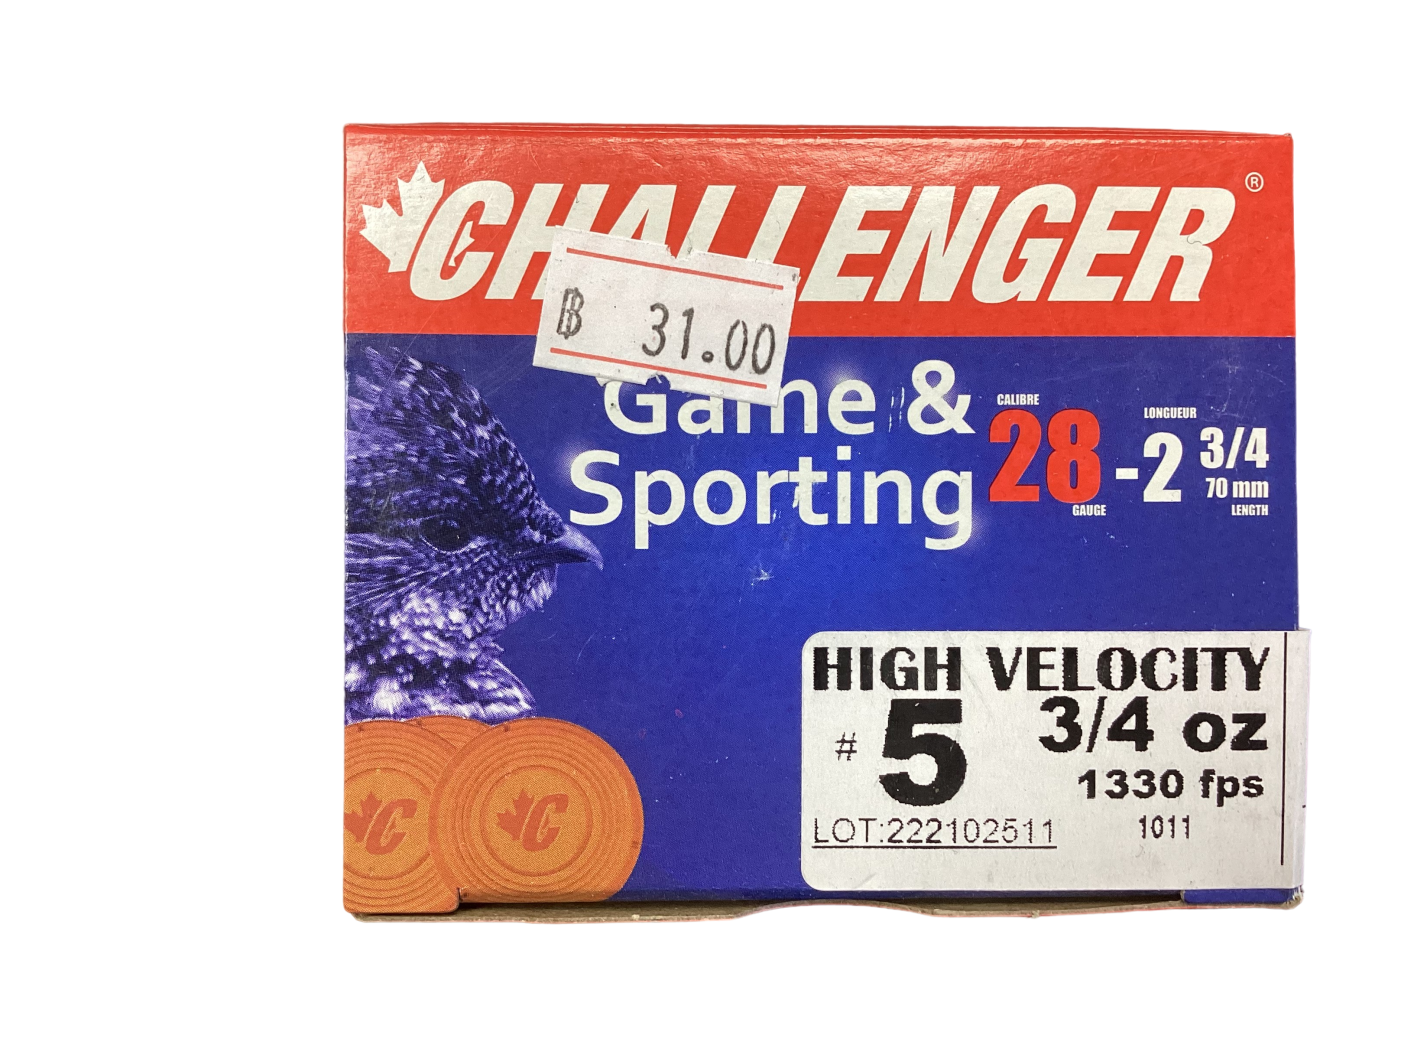 CHALLENGER®
฿ 31.00
Game &
Sporting
CALIBRE
28
GAUGE
LONGUEUR
-2 3/4
70 mm
LENGTH
HIGH VELOCITY
# 5 3/4 oz
1330 fps
LOT:222102511 1011
C
C